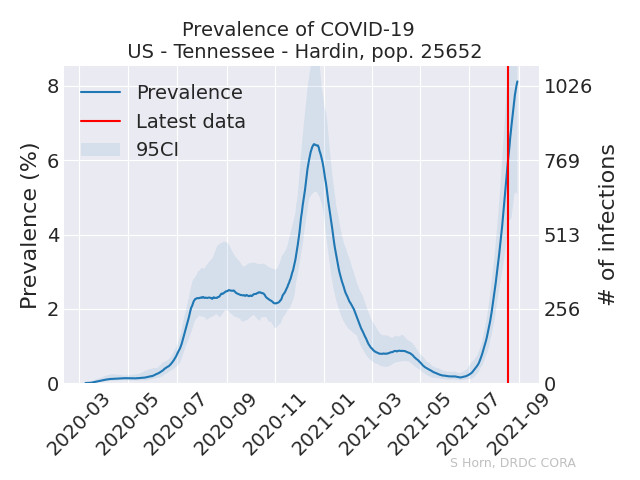 Prevalence of COVID-19
US - Tennessee - Hardin, pop. 25652
Prevalence
Latest data
95CI
Prevalence (%)
8
6
4
2
0
1026
769
513
256
0
# of infections
2020-03
2020-05
2020-07
2020-09
2020-11
2021-01
2021-03
2021-05
2021-07
2021-09
S Horn, DRDC CORA